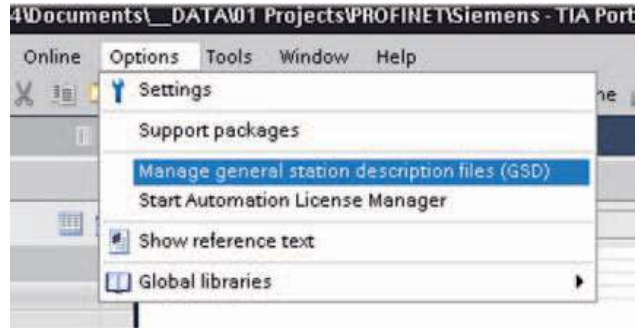 4\Documents\__DATA\01 Projects\PROFINET\Siemens - TIA Port
Online Options Tools Window Help
Settings
Support packages
Manage general station description files (GSD)
Start Automation License Manager
Show reference text
Global libraries